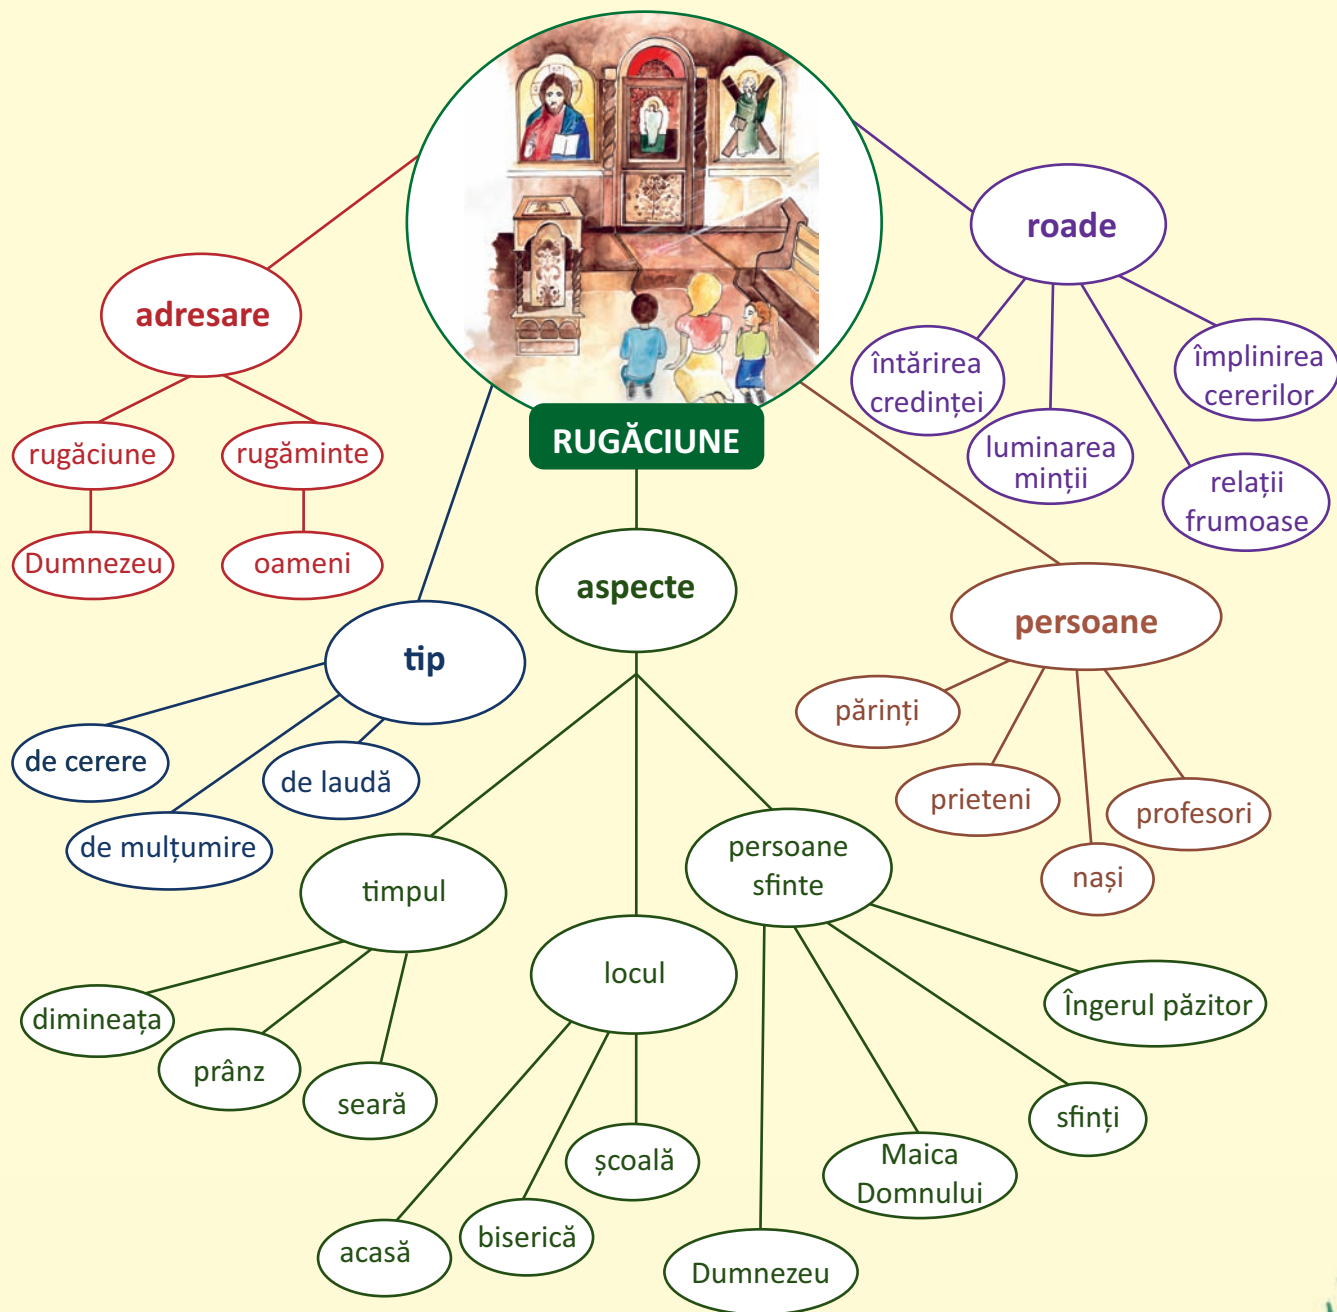 RUGĂCIUNE
adresare
rugăciune
rugăminte
Dumnezeu
oameni
tip
de cerere
de mulțumire
de laudă
aspecte
timpul
dimineața
prânz
seară
locul
acasă
biserică
școală
persoane
sfinte
Dumnezeu
Maica
Domnului
sfinți
Îngerul păzitor
persoane
părinți
prieteni
nași
profesori
roade
întărirea
credinței
luminarea
minții
relații
frumoase
împlinirea
cererilor